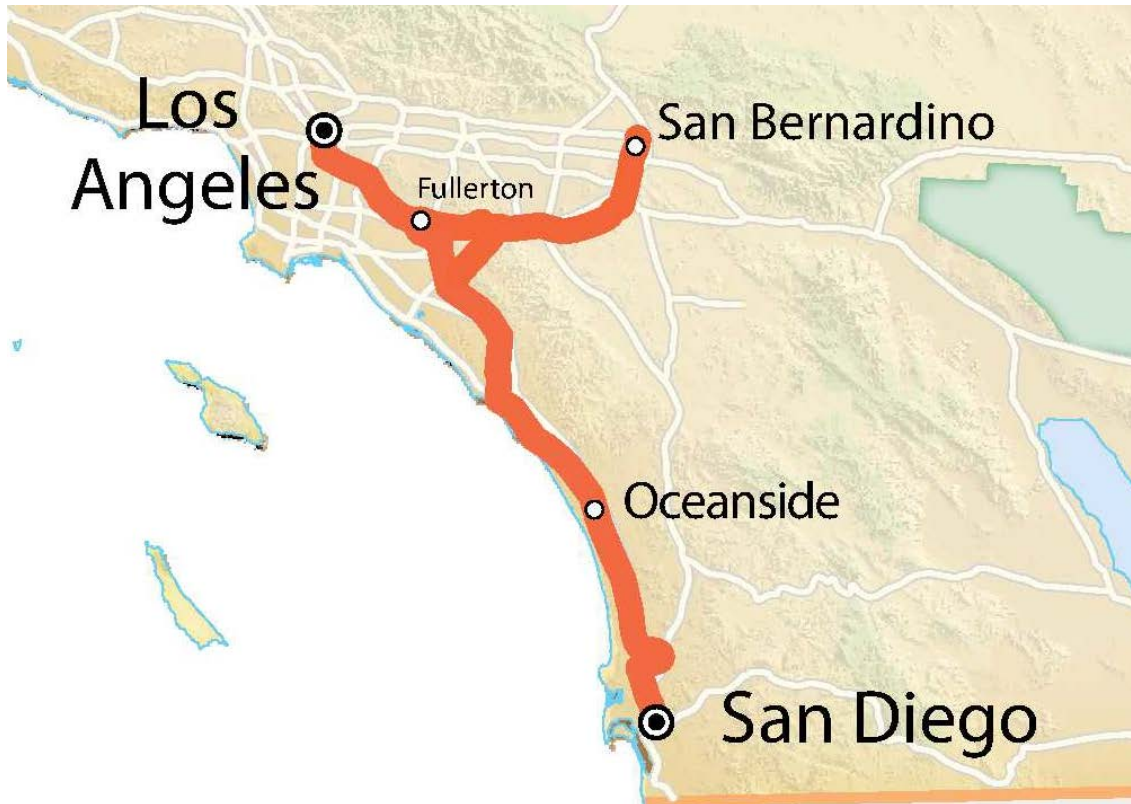 Los
Angeles
San Bernardino
Fullerton
Oceanside
San Diego